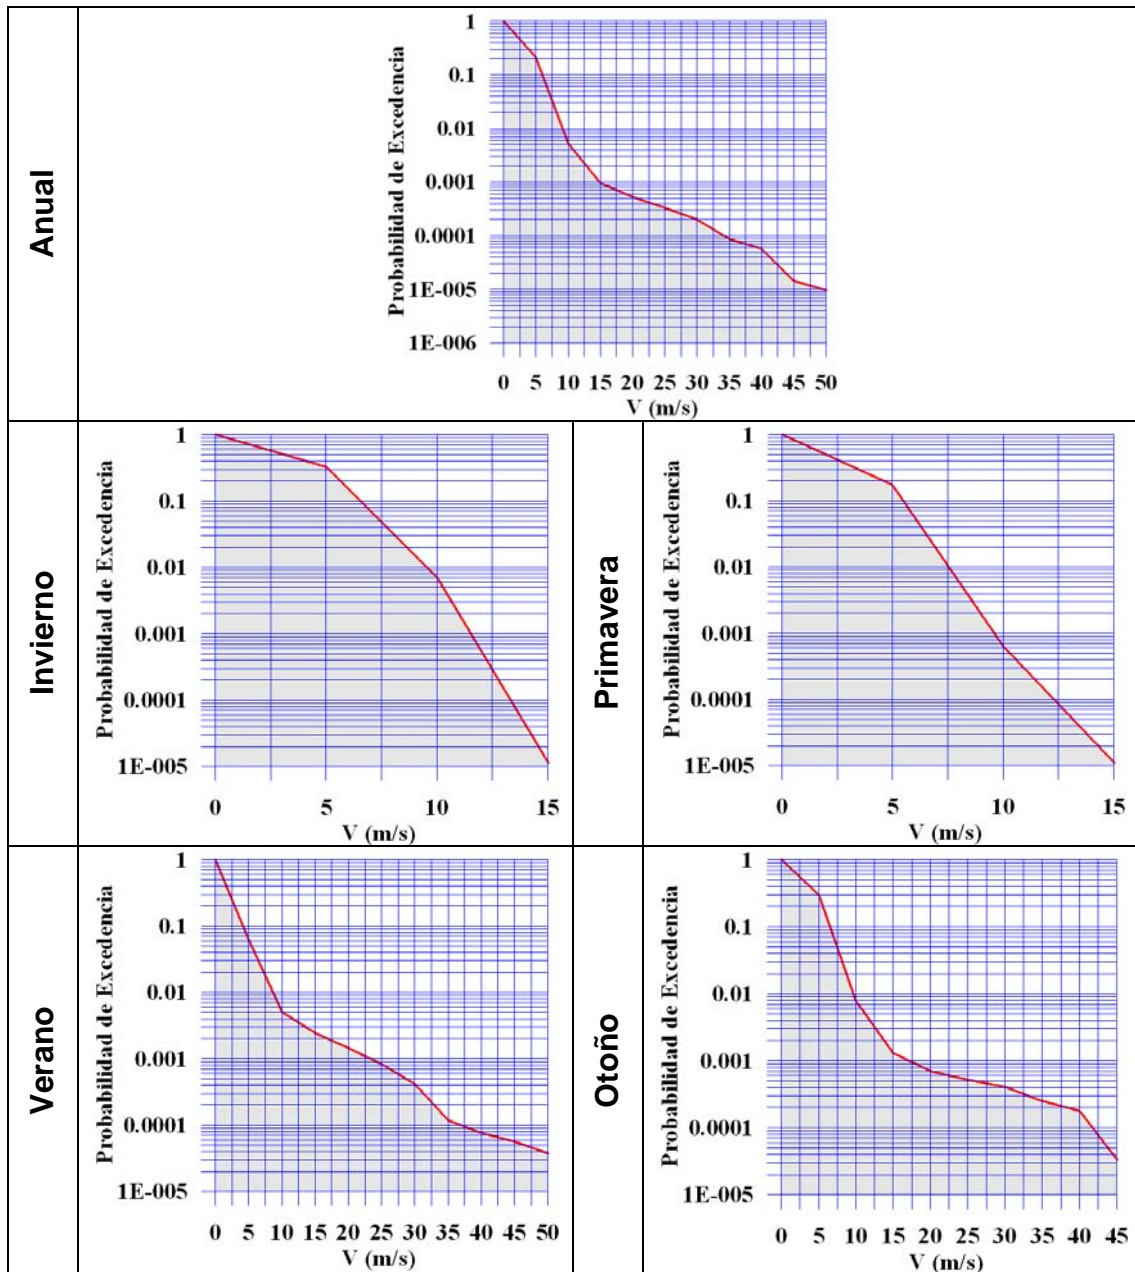 Anual
Probabilidad de Excedencia
1
0.1
0.01
0.001
0.0001
1E-005
1E-006
0 5 10 15 20 25 30 35 40 45 50
V (m/s)
Invierno
Probabilidad de Excedencia
1
0.1
0.01
0.001
0.0001
1E-005
0 5 10 15
V (m/s)
Primavera
Probabilidad de Excedencia
1
0.1
0.01
0.001
0.0001
1E-005
0 5 10 15
V (m/s)
Verano
Probabilidad de Excedencia
1
0.1
0.01
0.001
0.0001
1E-005
0 5 10 15 20 25 30 35 40 45 50
V (m/s)
Otoño
Probabilidad de Excedencia
1
0.1
0.01
0.001
0.0001
1E-005
0 5 10 15 20 25 30 35 40 45
V (m/s)